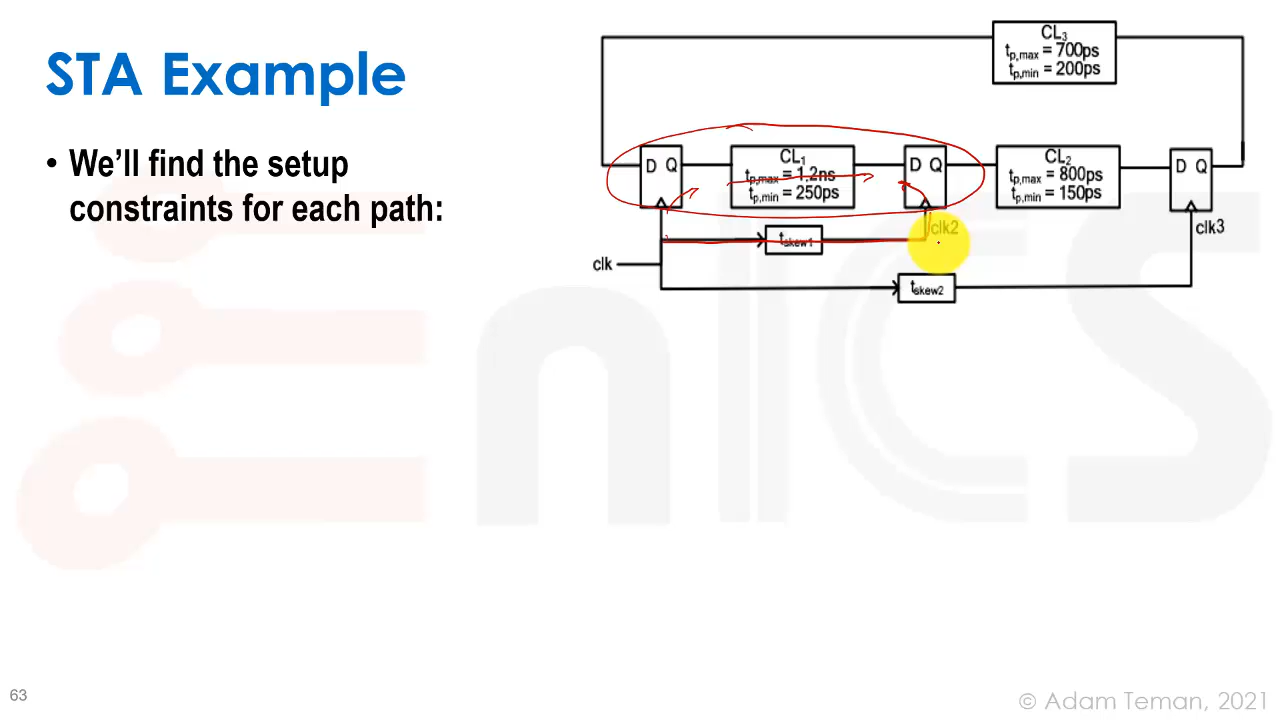 STA Example
• We’ll find the setup
constraints for each path:
CL3
tp,max = 700ps
tp,min = 200ps
D Q
CL1
tp,max = 1.2ns
tp,min = 250ps
D Q
CL2
tp,max = 800ps
tp,min = 150ps
D Q
clk2
clk3
tskew1
clk
tskew2
enICS
63
© Adam Teman, 2021